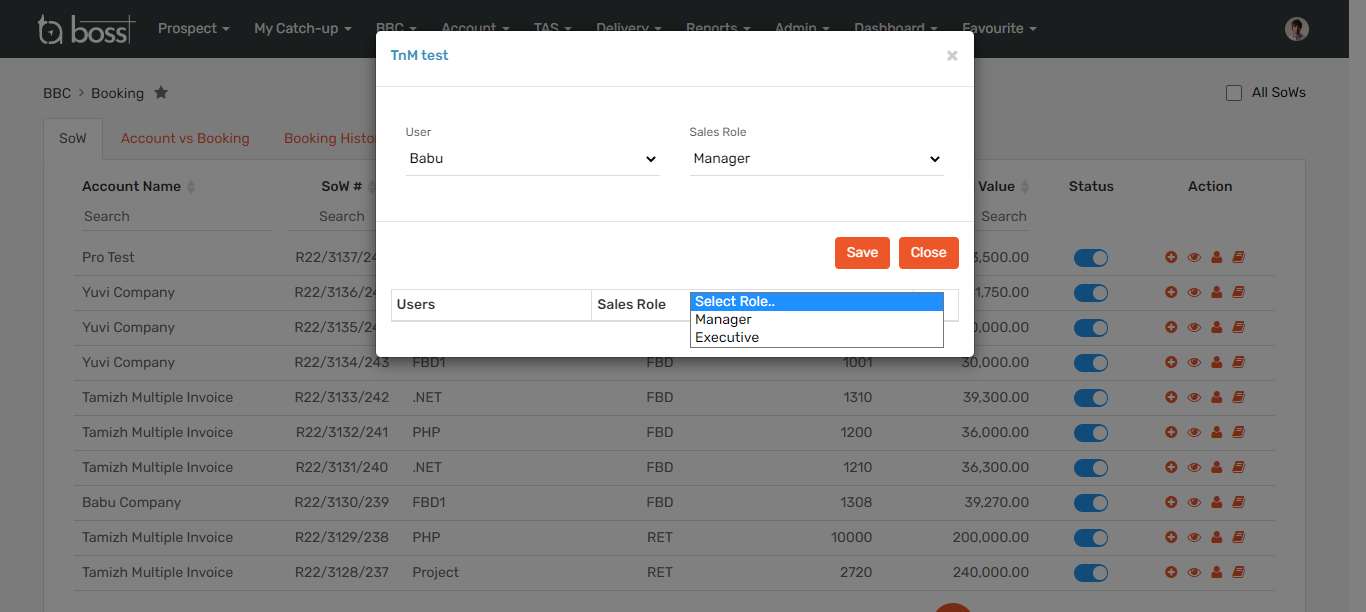 boss
Prospect My Catch-up BBC Account TAS Delivery Reports Admin Dashboard Favourite
TnM test ×
BBC > Booking All SoWs
SoW Account vs Booking Booking Histo
User Sales Role
Babu Manager
Account Name SoW # Value Status Action
Search Search Search
Save Close
Pro Test R22/3137/24 3,500.00
Yuvi Company R22/3136/24 1,750.00
Users Sales Role
Select Role..
Manager
Executive
Yuvi Company R22/3135/24 0,000.00
Yuvi Company R22/3134/243 FBD1 FBD 1001 30,000.00
Tamizh Multiple Invoice R22/3133/242 .NET FBD 1310 39,300.00
Tamizh Multiple Invoice R22/3132/241 PHP FBD 1200 36,000.00
Tamizh Multiple Invoice R22/3131/240 .NET FBD 1210 36,300.00
Babu Company R22/3130/239 FBD1 FBD 1308 39,270.00
Tamizh Multiple Invoice R22/3129/238 PHP RET 10000 200,000.00
Tamizh Multiple Invoice R22/3128/237 Project RET 2720 240,000.00